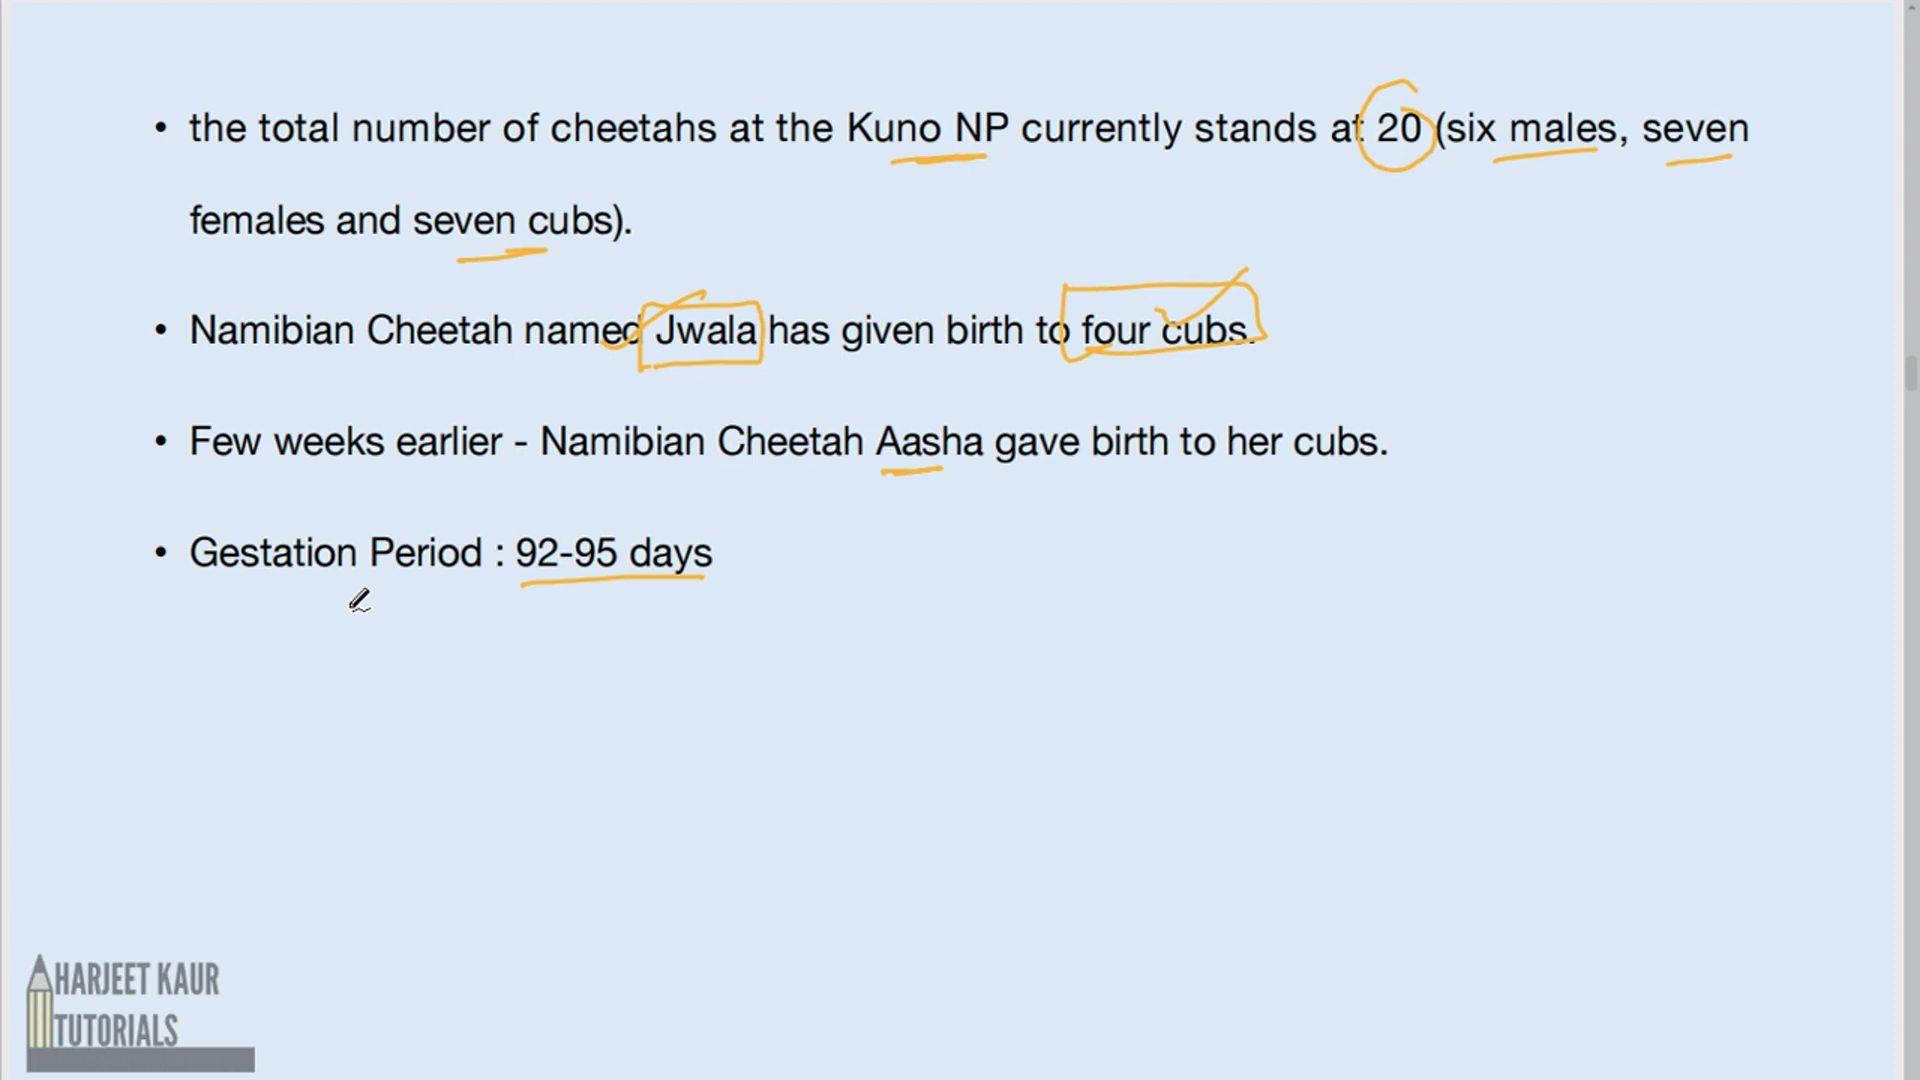 • the total number of cheetahs at the Kuno NP currently stands at 20 (six males, seven
females and seven cubs).
• Namibian Cheetah named Jwala has given birth to four cubs.
• Few weeks earlier - Namibian Cheetah Aasha gave birth to her cubs.
• Gestation Period : 92-95 days
HARJEET KAUR
TUTORIALS